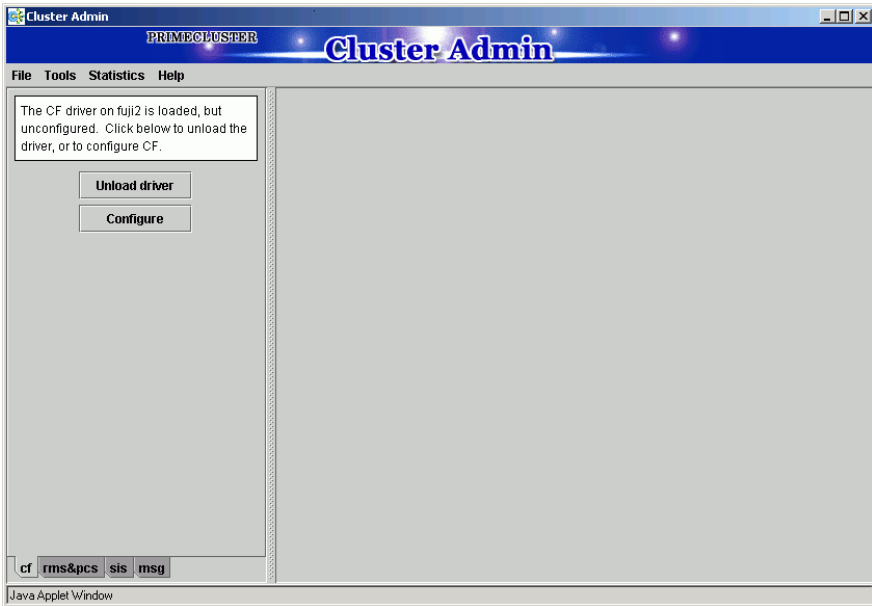 Cluster Admin
PRIMECLUSTER
Cluster Admin
File Tools Statistics Help
The CF driver on fuji2 is loaded, but
unconfigured. Click below to unload the
driver, or to configure CF.
Unload driver
Configure
cf rms&pcs sis msg
Java Applet Window